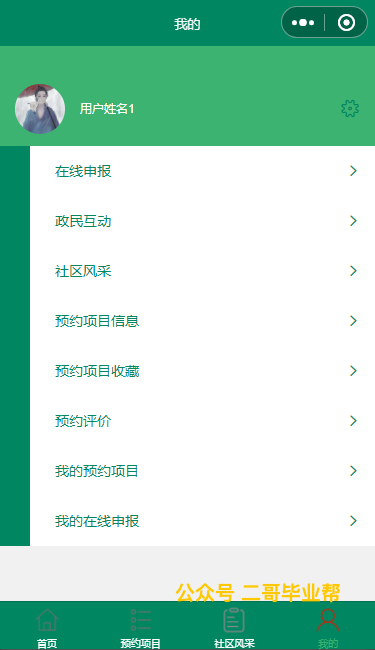 我的
用户姓名1
在线申报
政民互动
社区风采
预约项目信息
预约项目收藏
预约评价
我的预约项目
我的在线申报
公众号 二哥毕业帮
首页
预约项目
社区风采
我的